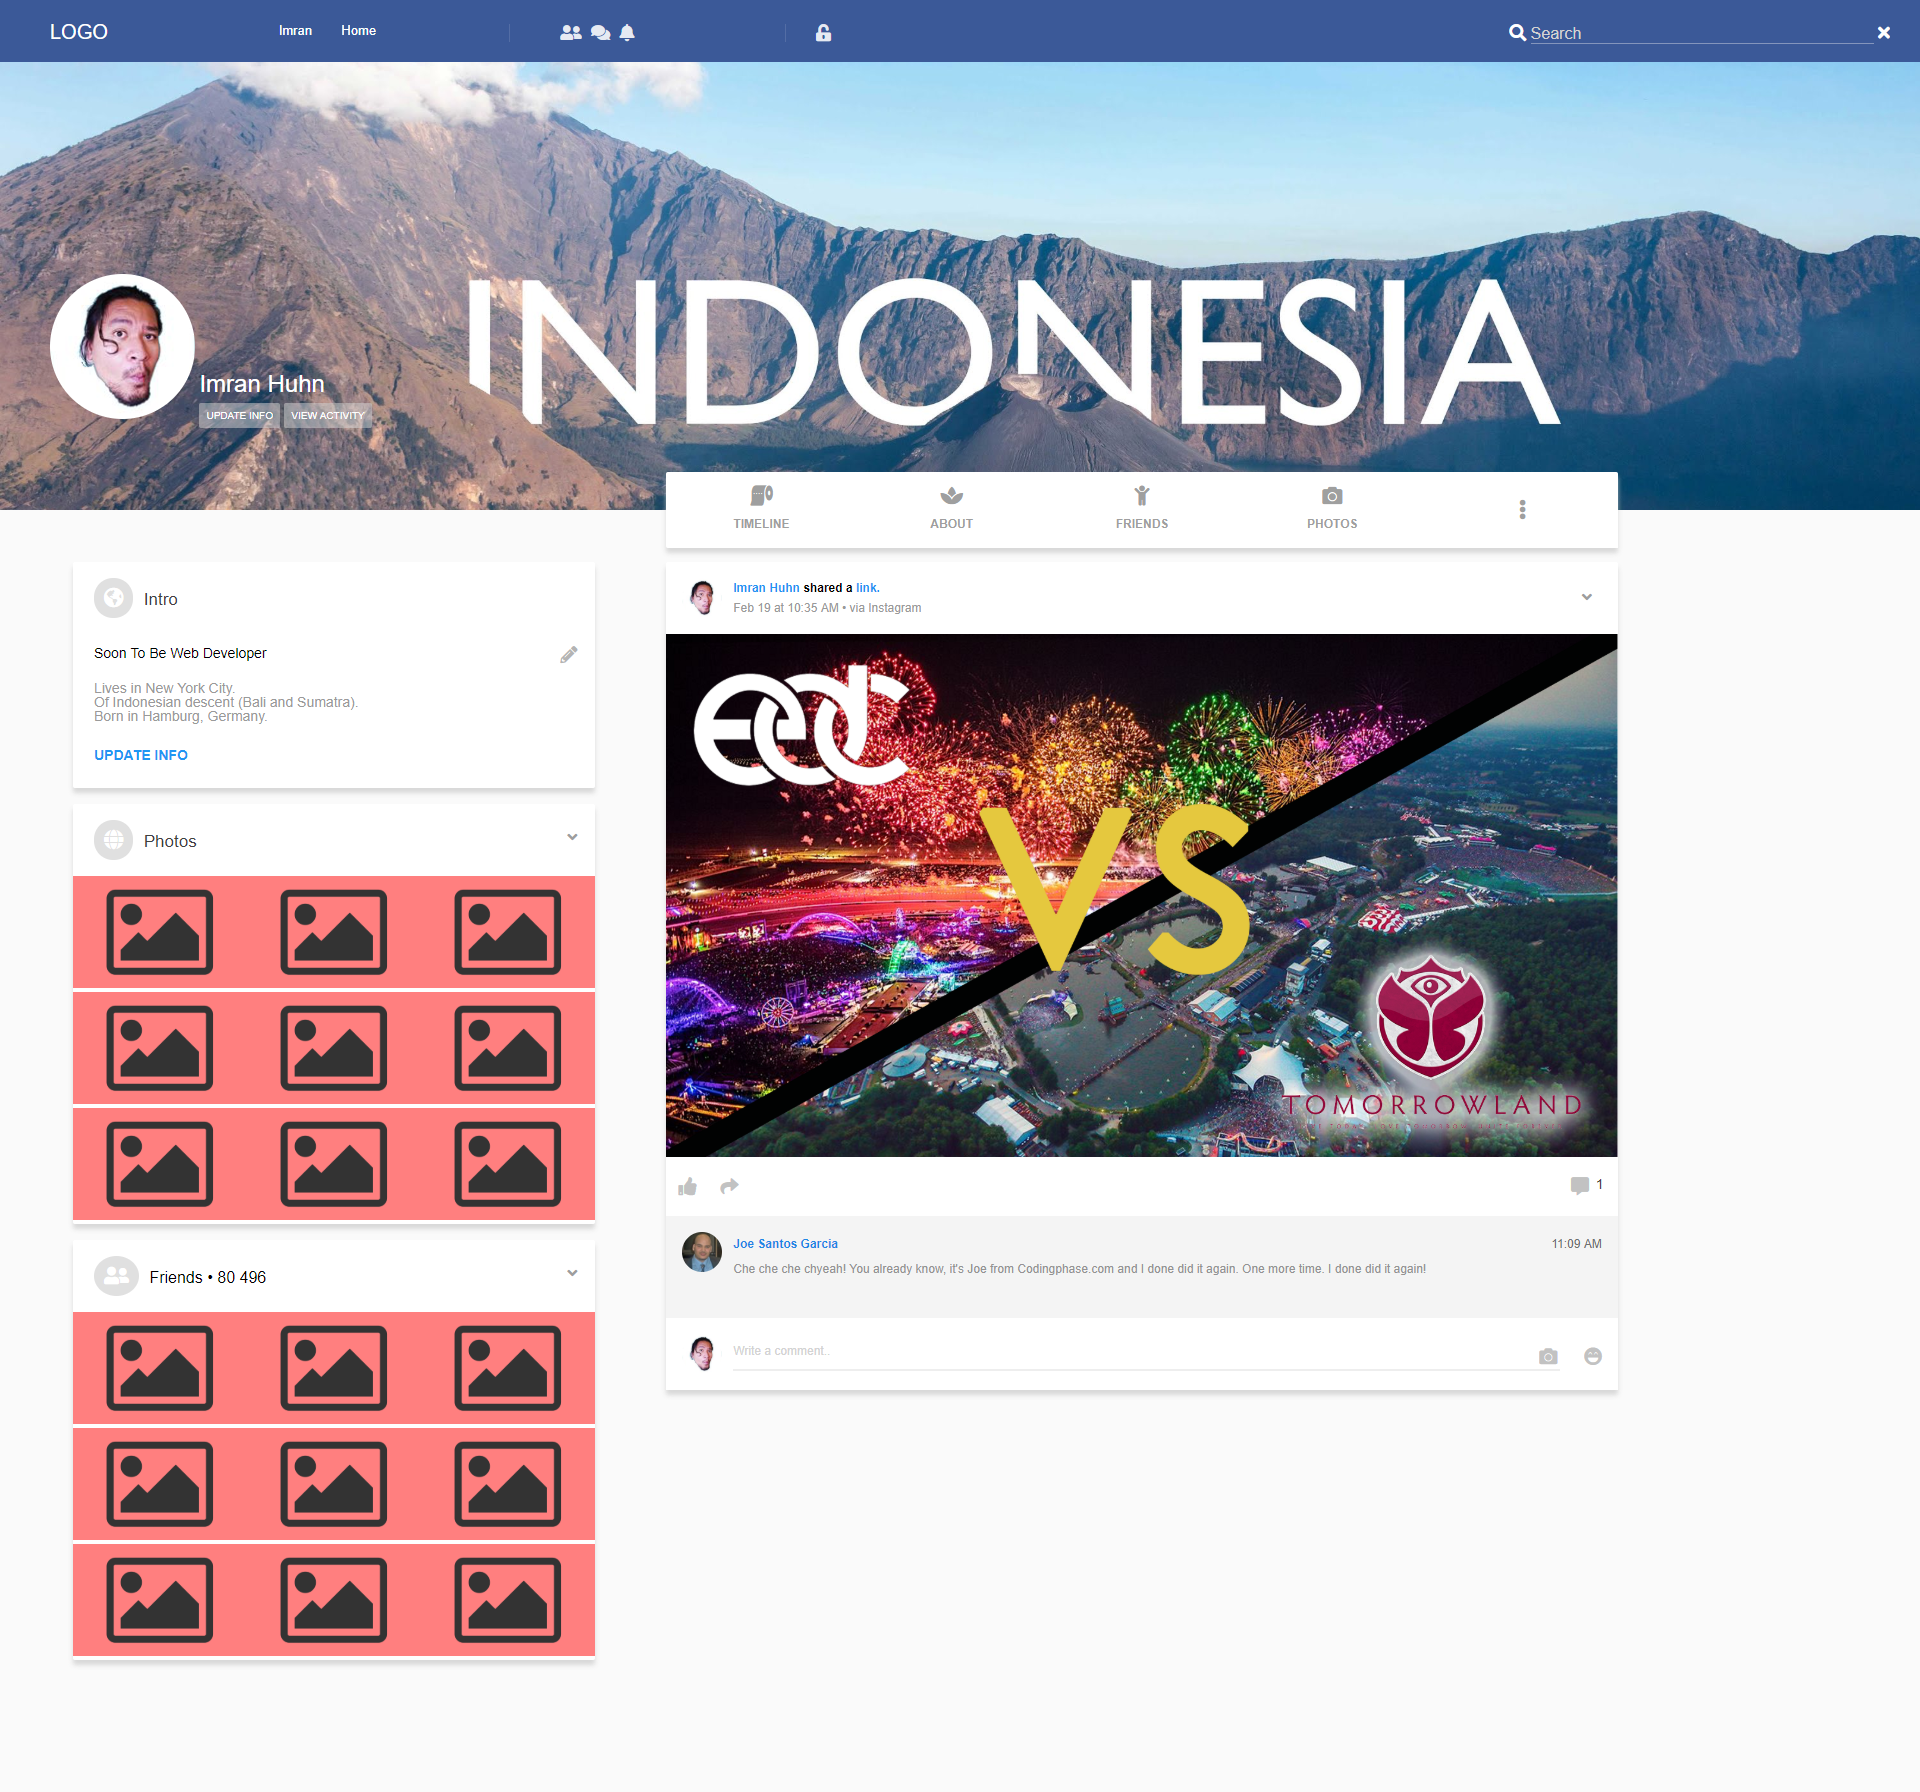 LOGO
Imran
Home
Search
INDONESIA
Imran Huhn
UPDATE INFO
VIEW ACTIVITY
TIMELINE
ABOUT
FRIENDS
PHOTOS
Intro
Soon To Be Web Developer
Lives in New York City.
Of Indonesian descent (Bali and Sumatra).
Born in Hamburg, Germany.
UPDATE INFO
Photos
Friends • 80 496
Imran Huhn shared a link.
Feb 19 at 10:35 AM • via Instagram
edc
VS
TOMORROWLAND
1
Joe Santos Garcia
11:09 AM
Che che che chyeah! You already know, it's Joe from Codingphase.com and I done did it again. One more time. I done did it again!
Write a comment..